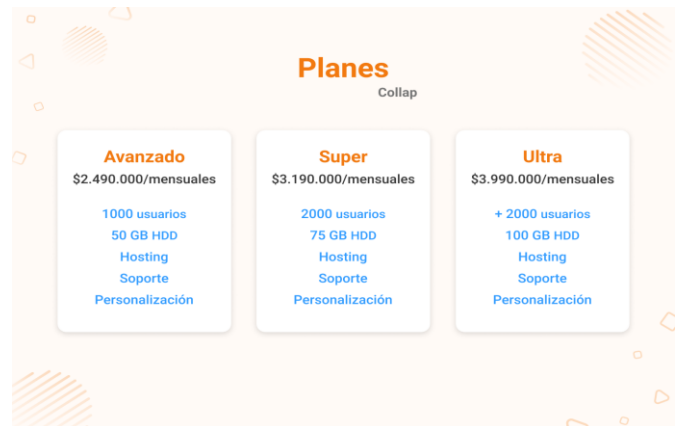 Planes
Collap
Avanzado
$2.490.000/mensuales
1000 usuarios
50 GB HDD
Hosting
Soporte
Personalización
Super
$3.190.000/mensuales
2000 usuarios
75 GB HDD
Hosting
Soporte
Personalización
Ultra
$3.990.000/mensuales
+ 2000 usuarios
100 GB HDD
Hosting
Soporte
Personalización